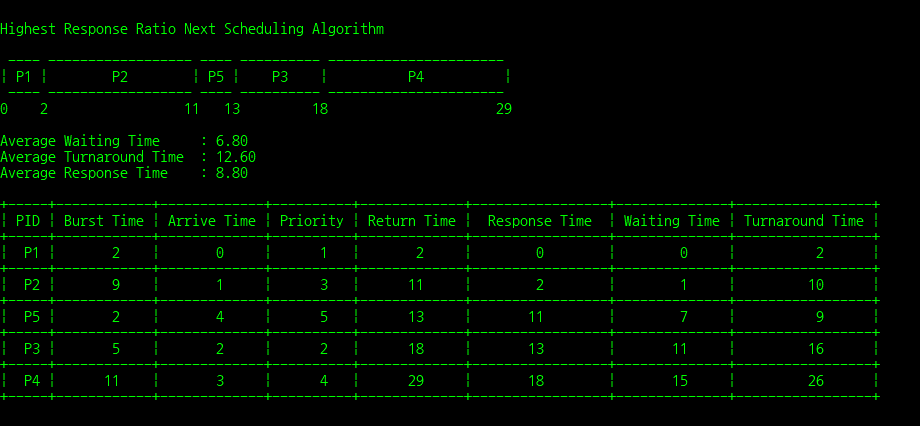 Highest Response Ratio Next Scheduling Algorithm
 ---- ------------------ ---- ---------- ----------------------
| P1 |        P2        | P5 |    P3    |          P4          |
 ---- ------------------ ---- ---------- ----------------------
0    2                 11   13         18                     29
Average Waiting Time     : 6.80
Average Turnaround Time  : 12.60
Average Response Time    : 8.80
+-----+------------+-------------+----------+-------------+-----------------+--------------+-----------------+
| PID | Burst Time | Arrive Time | Priority | Return Time |  Response Time  | Waiting Time | Turnaround Time |
+-----+------------+-------------+----------+-------------+-----------------+--------------+-----------------+
|  P1 |       2    |       0     |      1   |       2     |        0        |        0     |         2       |
+-----+------------+-------------+----------+-------------+-----------------+--------------+-----------------+
|  P2 |       9    |       1     |      3   |      11     |        2        |        1     |        10       |
+-----+------------+-------------+----------+-------------+-----------------+--------------+-----------------+
|  P5 |       2    |       4     |      5   |      13     |       11        |        7     |         9       |
+-----+------------+-------------+----------+-------------+-----------------+--------------+-----------------+
|  P3 |       5    |       2     |      2   |      18     |       13        |       11     |        16       |
+-----+------------+-------------+----------+-------------+-----------------+--------------+-----------------+
|  P4 |      11    |       3     |      4   |      29     |       18        |       15     |        26       |
+-----+------------+-------------+----------+-------------+-----------------+--------------+-----------------+